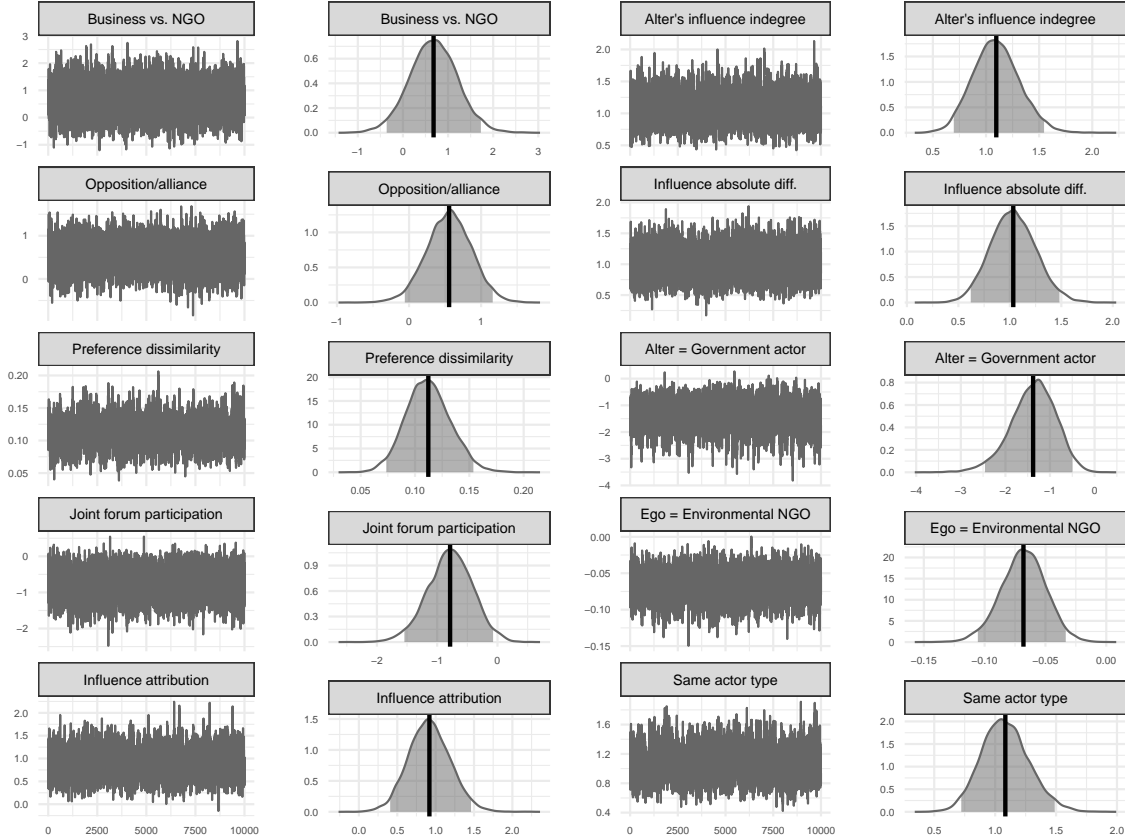 Business vs. NGO
3
2
1
0
−1
Business vs. NGO
0.6
0.4
0.2
0.0
−1 0 1 2 3
Alter's influence indegree
2.0
1.5
1.0
0.5
Alter's influence indegree
1.5
1.0
0.5
0.0
0.5 1.0 1.5 2.0
Opposition/alliance
1
0
Opposition/alliance
1.0
0.5
0.0
−1 0 1
Influence absolute diff.
2.0
1.5
1.0
0.5
Influence absolute diff.
1.5
1.0
0.5
0.0
0.0 0.5 1.0 1.5 2.0
Preference dissimilarity
0.20
0.15
0.10
0.05
Preference dissimilarity
20
15
10
5
0
0.05 0.10 0.15 0.20
Alter = Government actor
0
−1
−2
−3
−4
Alter = Government actor
0.8
0.6
0.4
0.2
0.0
−4 −3 −2 −1 0
Joint forum participation
0
−1
−2
Joint forum participation
0.9
0.6
0.3
0.0
−2 −1 0
Ego = Environmental NGO
0.00
−0.05
−0.10
−0.15
Ego = Environmental NGO
20
15
10
5
0
−0.15 −0.10 −0.05 0.00
Influence attribution
2.0
1.5
1.0
0.5
0.0
0 2500 5000 7500 10000
Influence attribution
1.5
1.0
0.5
0.0
0.0 0.5 1.0 1.5 2.0
Same actor type
1.6
1.2
0.8
0.4
0 2500 5000 7500 10000
Same actor type
2.0
1.5
1.0
0.5
0.0
0.5 1.0 1.5 2.0